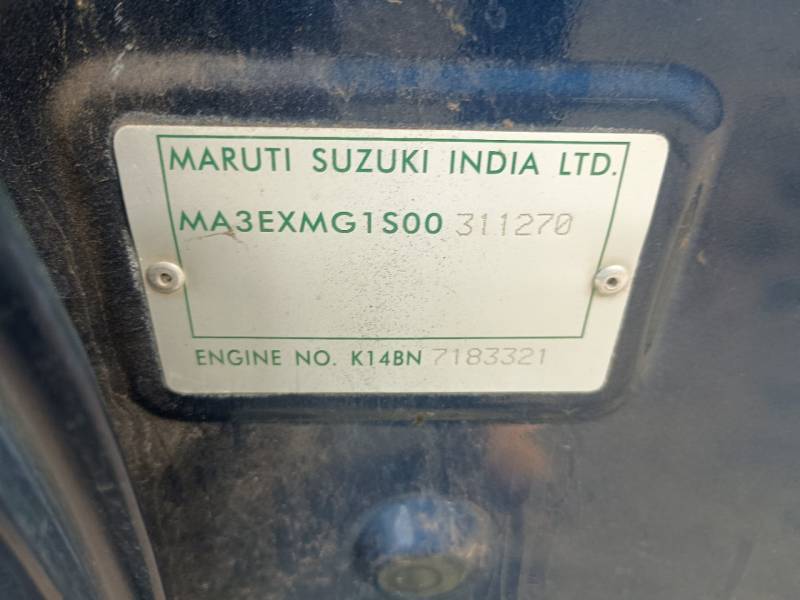 MARUTI SUZUKI INDIA LTD.
MA3EXMG1S00 311270
ENGINE NO. K14BN 7183321